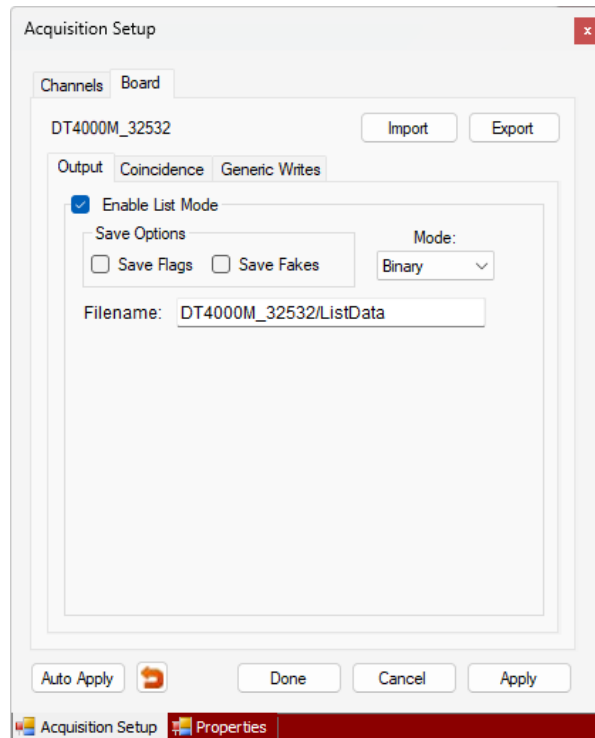 Acquisition Setup
x
Channels Board
DT4000M_32532 Import Export
Output Coincidence Generic Writes
Enable List Mode
Save Options Mode:
Save Flags Save Fakes Binary
Filename: DT4000M_32532/ListData
Auto Apply Done Cancel Apply
Acquisition Setup Properties